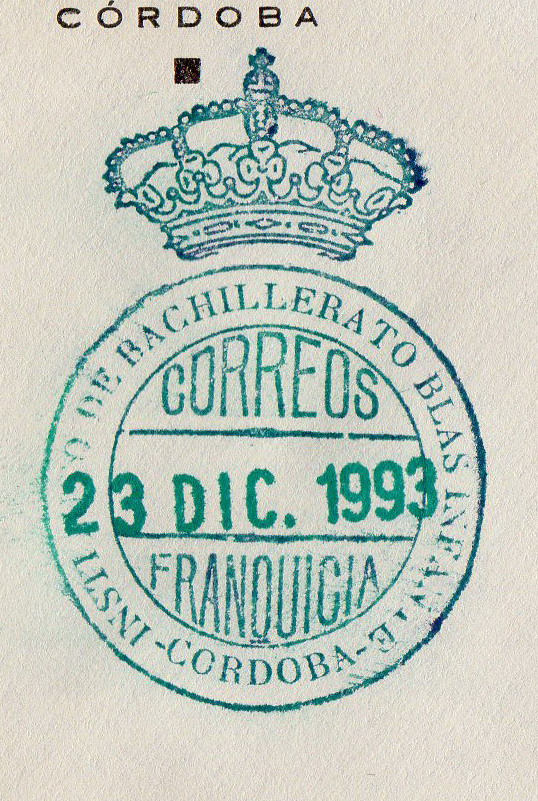 CÓRDOBA
INSTITUTO DE BACHILLERATO BLAS INFANTE
-CORDOBA-
CORREOS
23 DIC. 1993
FRANQUICIA